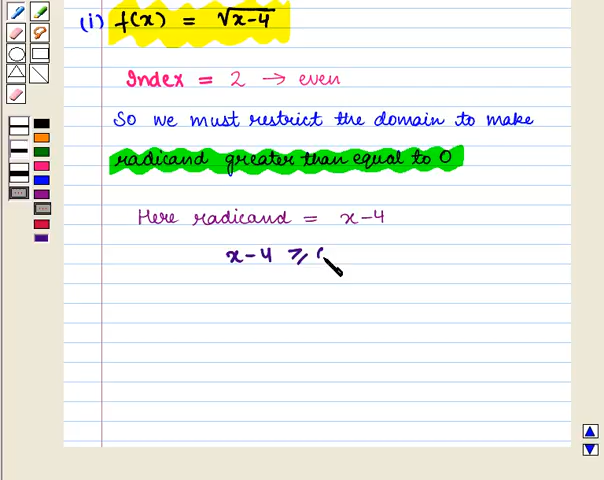 (i) f(x) = √x-4
Index = 2 → even
So we must restrict the domain to make
radicand greater than equal to 0
Here radicand = x-4
x-4 ≥